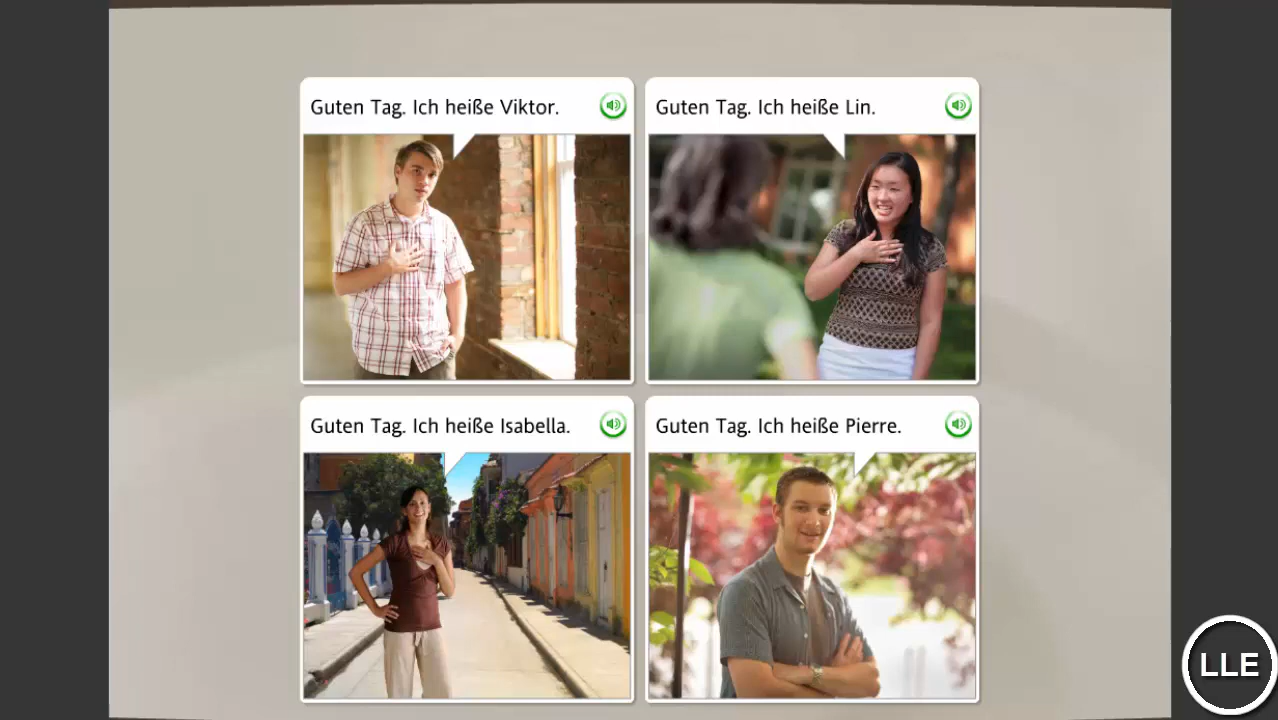 Guten Tag. Ich heiße Viktor.
Guten Tag. Ich heiße Lin.
Guten Tag. Ich heiße Isabella.
Guten Tag. Ich heiße Pierre.
LLE